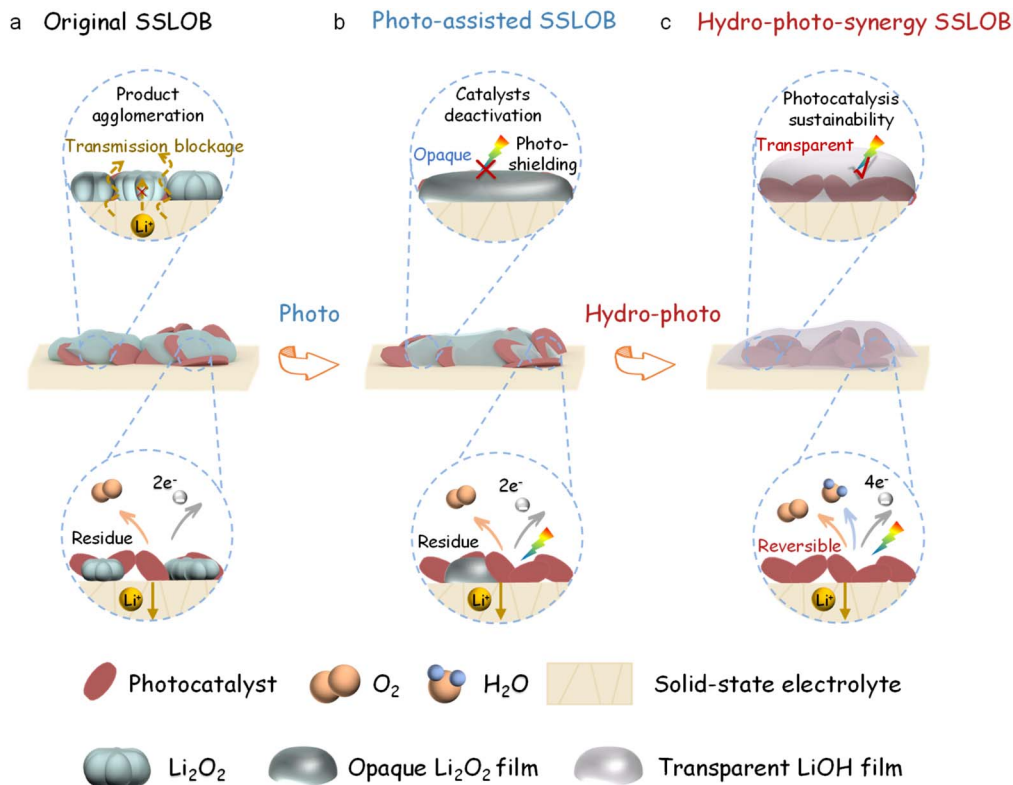 a Original SSLOB
b Photo-assisted SSLOB
c Hydro-photo-synergy SSLOB
Product
agglomeration
Transmission blockage
Li⁺
Catalysts
deactivation
Opaque
Photo-
shielding
Photocatalysis
sustainability
Transparent
Photo
Hydro-photo
2e⁻
Residue
Li⁺
2e⁻
Residue
Li⁺
4e⁻
Reversible
Li⁺
Photocatalyst
O₂
H₂O
Solid-state electrolyte
Li₂O₂
Opaque Li₂O₂ film
Transparent LiOH film